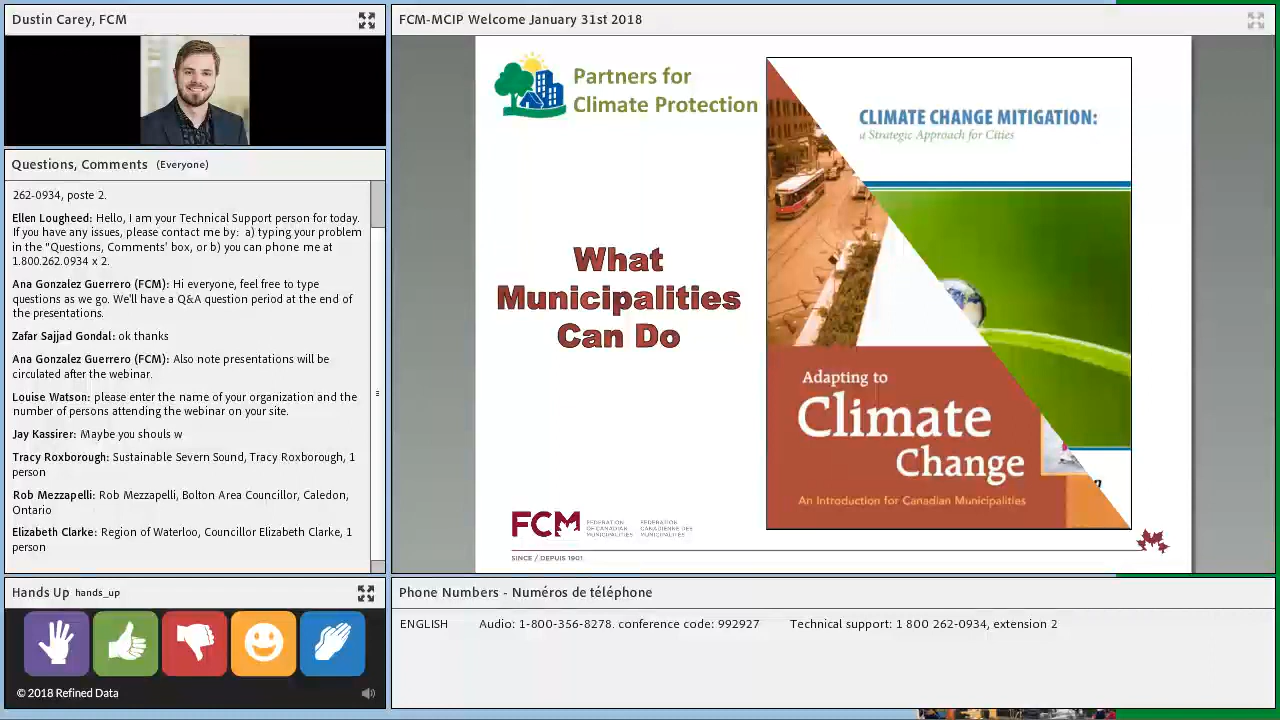 Dustin Carey, FCM
Questions, Comments (Everyone)
262-0934, poste 2.
Ellen Lougheed: Hello, I am your Technical Support person for today.
If you have any issues, please contact me by: a) typing your problem
in the "Questions, Comments' box, or b) you can phone me at
1.800.262.0934 x 2.
Ana Gonzalez Guerrero (FCM): Hi everyone, feel free to type
questions as we go. We'll have a Q&A question period at the end of
the presentations.
Zafar Sajjad Gondal: ok thanks
Ana Gonzalez Guerrero (FCM): Also note presentations will be
circulated after the webinar.
Louise Watson: please enter the name of your organization and the
number of persons attending the webinar on your site.
Jay Kassirer: Maybe you shouls w
Tracy Roxborough: Sustainable Severn Sound, Tracy Roxborough, 1
person
Rob Mezzapelli: Rob Mezzapelli, Bolton Area Councillor, Caledon,
Ontario
Elizabeth Clarke: Region of Waterloo, Councillor Elizabeth Clarke, 1
person
Hands Up hands_up
© 2018 Refined Data
FCM-MCIP Welcome January 31st 2018
Partners for
Climate Protection
What
Municipalities
Can Do
CLIMATE CHANGE MITIGATION:
a Strategic Approach for Cities
Adapting to
Climate
Change
An Introduction for Canadian Municipalities
FCM
FEDERATION OF CANADIAN MUNICIPALITIES
FÉDÉRATION CANADIENNE DES MUNICIPALITÉS
SINCE / DEPUIS 1901
Phone Numbers - Numéros de téléphone
ENGLISH Audio: 1-800-356-8278. conference code: 992927 Technical support: 1 800 262-0934, extension 2